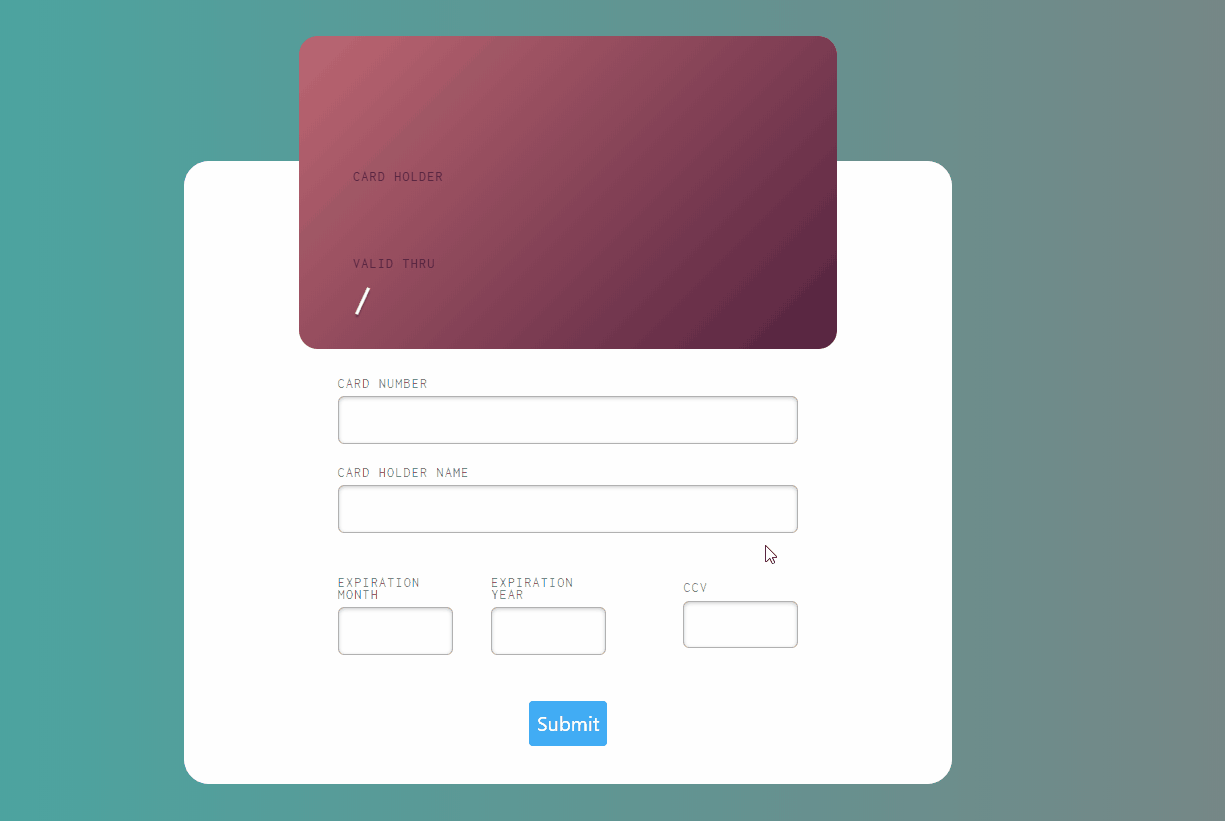 CARD HOLDER
VALID THRU
/
CARD NUMBER
CARD HOLDER NAME
EXPIRATION
MONTH
EXPIRATION
YEAR
CCV
Submit